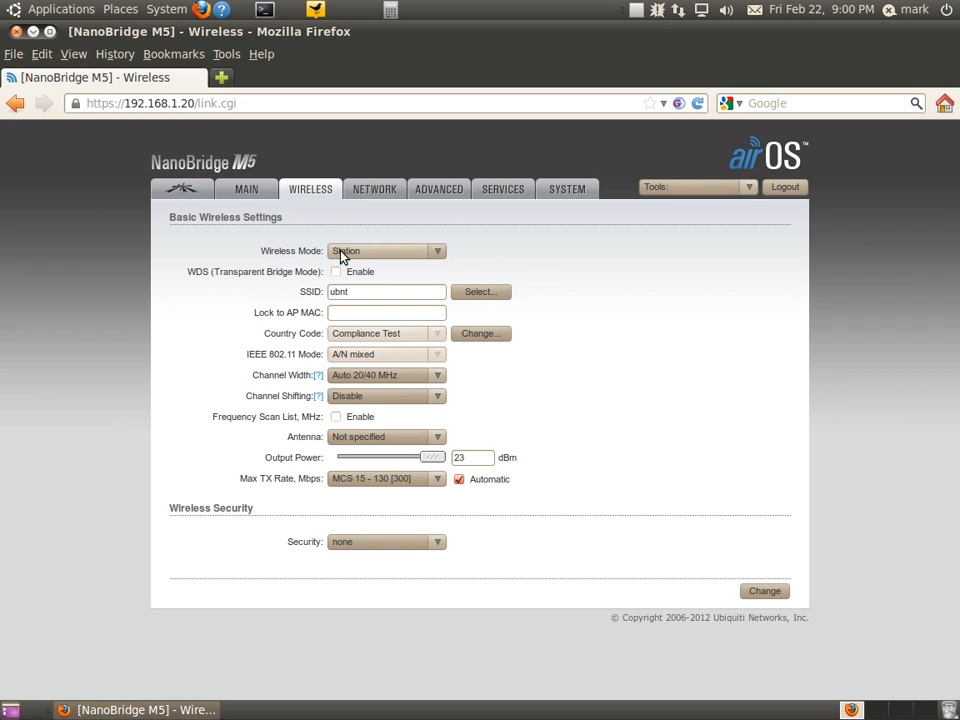 Applications Places System Fri Feb 22, 9:00 PM mark
[NanoBridge M5] - Wireless - Mozilla Firefox
File Edit View History Bookmarks Tools Help
[NanoBridge M5] - Wireless
https://192.168.1.20/link.cgi Google
NanoBridge M5 airOS™
MAIN WIRELESS NETWORK ADVANCED SERVICES SYSTEM Tools: Logout
Basic Wireless Settings
Wireless Mode: Station
WDS (Transparent Bridge Mode): Enable
SSID: ubnt Select...
Lock to AP MAC:
Country Code: Compliance Test Change...
IEEE 802.11 Mode: A/N mixed
Channel Width:[?] Auto 20/40 MHz
Channel Shifting:[?] Disable
Frequency Scan List, MHz: Enable
Antenna: Not specified
Output Power: 23 dBm
Max TX Rate, Mbps: MCS 15 - 130 [300] Automatic
Wireless Security
Security: none
Change
© Copyright 2006-2012 Ubiquiti Networks, Inc.
[NanoBridge M5] - Wire...